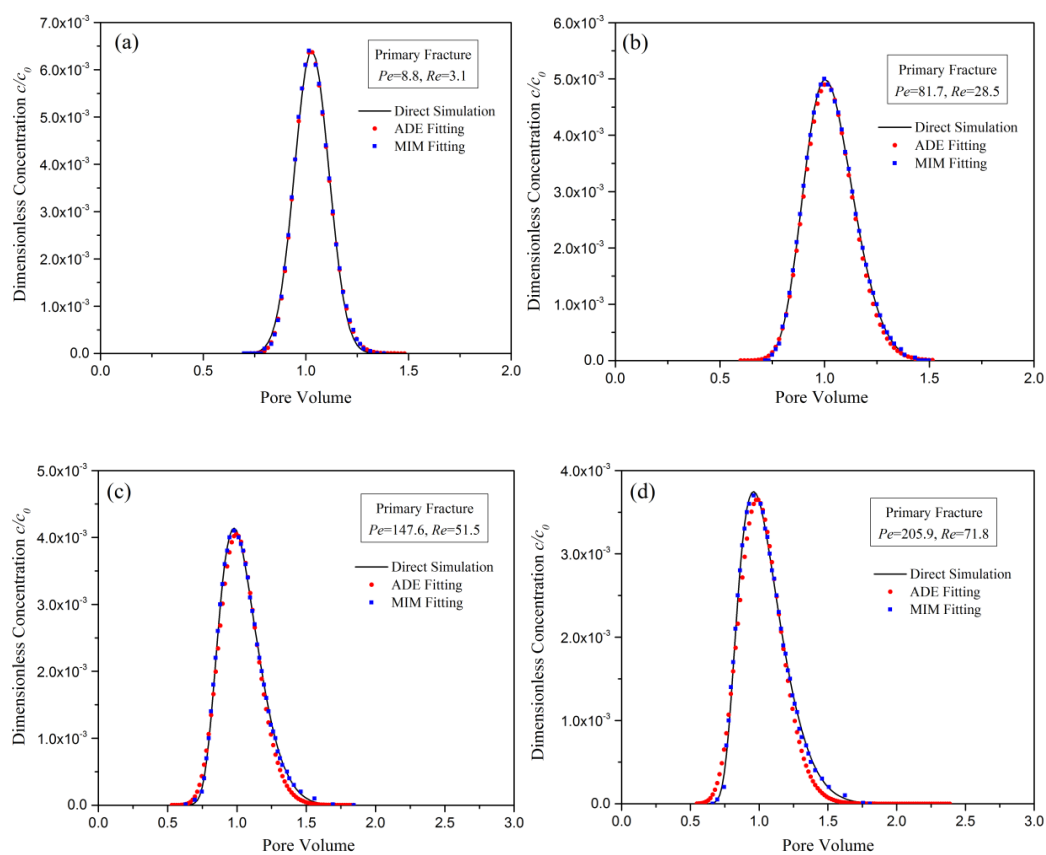 (a)
Primary Fracture
Pe=8.8, Re=3.1
Direct Simulation
ADE Fitting
MIM Fitting
7.0x10⁻³
6.0x10⁻³
5.0x10⁻³
4.0x10⁻³
3.0x10⁻³
2.0x10⁻³
1.0x10⁻³
0.0
0.0 0.5 1.0 1.5 2.0
Dimensionless Concentration c/c₀
Pore Volume
(b)
Primary Fracture
Pe=81.7, Re=28.5
Direct Simulation
ADE Fitting
MIM Fitting
6.0x10⁻³
5.0x10⁻³
4.0x10⁻³
3.0x10⁻³
2.0x10⁻³
1.0x10⁻³
0.0
0.0 0.5 1.0 1.5 2.0
Dimensionless Concentration c/c₀
Pore Volume
(c)
Primary Fracture
Pe=147.6, Re=51.5
Direct Simulation
ADE Fitting
MIM Fitting
5.0x10⁻³
4.0x10⁻³
3.0x10⁻³
2.0x10⁻³
1.0x10⁻³
0.0
0.0 0.5 1.0 1.5 2.0 2.5 3.0
Dimensionless Concentration c/c₀
Pore Volume
(d)
Primary Fracture
Pe=205.9, Re=71.8
Direct Simulation
ADE Fitting
MIM Fitting
4.0x10⁻³
3.0x10⁻³
2.0x10⁻³
1.0x10⁻³
0.0
0.0 0.5 1.0 1.5 2.0 2.5 3.0
Dimensionless Concentration c/c₀
Pore Volume